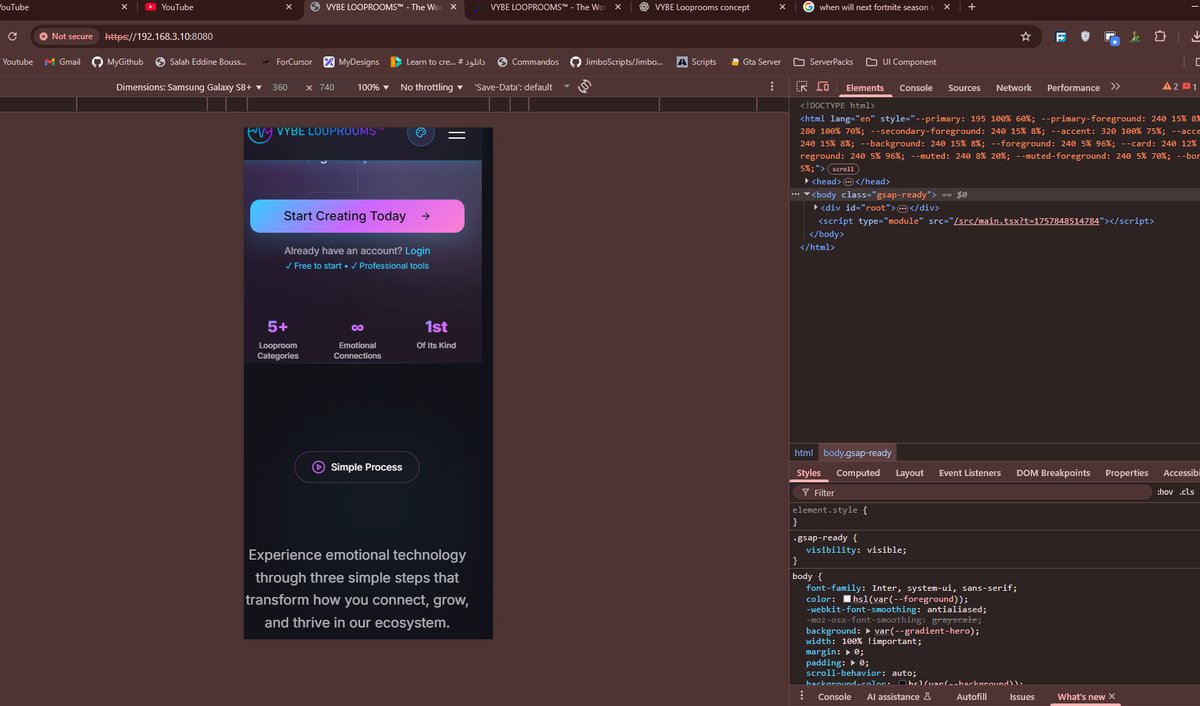 ouTube
YouTube
VYBE LOOPROOMS™ - The Wo
VYBE LOOPROOMS™ - The Wo
VYBE Looprooms concept
when will next fortnite season s
Not secure
https://192.168.3.10:8080
Youtube
Gmail
MyGithub
Salah Eddine Bouss...
ForCursor
MyDesigns
Learn to cre... # دانلود
Commandos
JimboScripts/Jimbo...
Scripts
Gta Server
ServerPacks
UI Component
Dimensions: Samsung Galaxy S8+ 360 × 740 100% No throttling 'Save-Data': default
Elements Console Sources Network Performance 2 1
VYBE LOOPROOMS™
Start Creating Today →
Already have an account? Login
✓ Free to start • ✓ Professional tools
5+ ∞ 1st
Looproom Categories
Emotional Connections
Of Its Kind
Simple Process
Experience emotional technology
through three simple steps that
transform how you connect, grow,
and thrive in our ecosystem.
<!DOCTYPE html>
<html lang="en" style="--primary: 195 100% 60%; --primary-foreground: 240 15% 8%
280 100% 70%; --secondary-foreground: 240 15% 8%; --accent: 320 100% 75%; --acce
240 15% 8%; --background: 240 15% 8%; --foreground: 240 5% 96%; --card: 240 12%
reground: 240 5% 96%; --muted: 240 8% 20%; --muted-foreground: 240 5% 70%; --bor
5%;"> scroll
<head> </head>
<body class="gsap-ready"> == $0
<div id="root"> </div>
<script type="module" src="/src/main.tsx?t=1757848514784"></script>
</body>
</html>
html body.gsap-ready
Styles Computed Layout Event Listeners DOM Breakpoints Properties Accessibi
Filter :hov .cls
element.style {
}
.gsap-ready {
visibility: visible;
}
body {
font-family: Inter, system-ui, sans-serif;
color: hsl(var(--foreground));
-webkit-font-smoothing: antialiased;
-moz-osx-font-smoothing: grayscale;
background: var(--gradient-hero);
width: 100% !important;
margin: 0;
padding: 0;
scroll-behavior: auto;
background-color: hsl(var(--background));
Console AI assistance Autofill Issues What's new